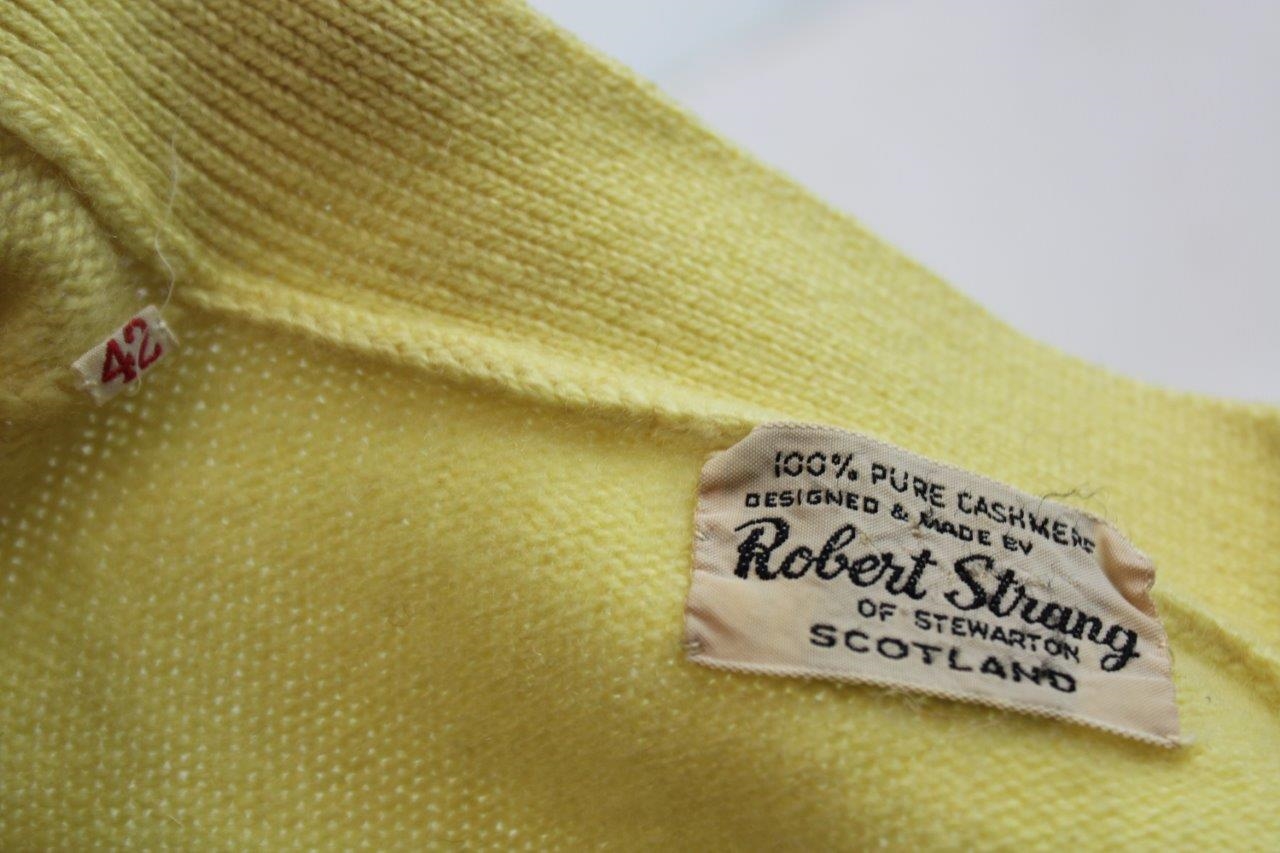 42
100% PURE CASHMERE
DESIGNED & MADE BY
Robert Strang
OF STEWARTON
SCOTLAND